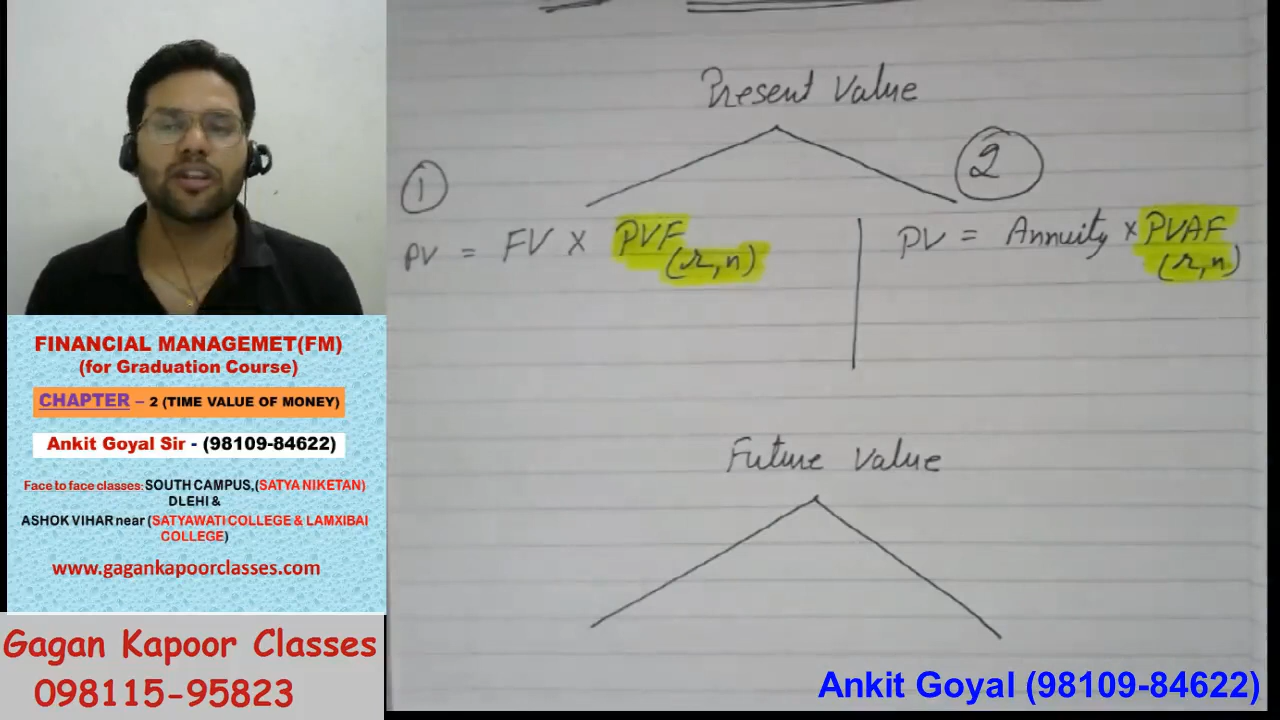 Present Value
1
2
PV = FV × PVF (r,n)
PV = Annuity × PVAF (r,n)
Future Value
FINANCIAL MANAGEMET(FM)
(for Graduation Course)
CHAPTER – 2 (TIME VALUE OF MONEY)
Ankit Goyal Sir - (98109-84622)
Face to face classes: SOUTH CAMPUS,(SATYA NIKETAN)
DLEHI &
ASHOK VIHAR near (SATYAWATI COLLEGE & LAMXIBAI
COLLEGE)
www.gagankapoorclasses.com
Gagan Kapoor Classes
098115-95823
Ankit Goyal (98109-84622)